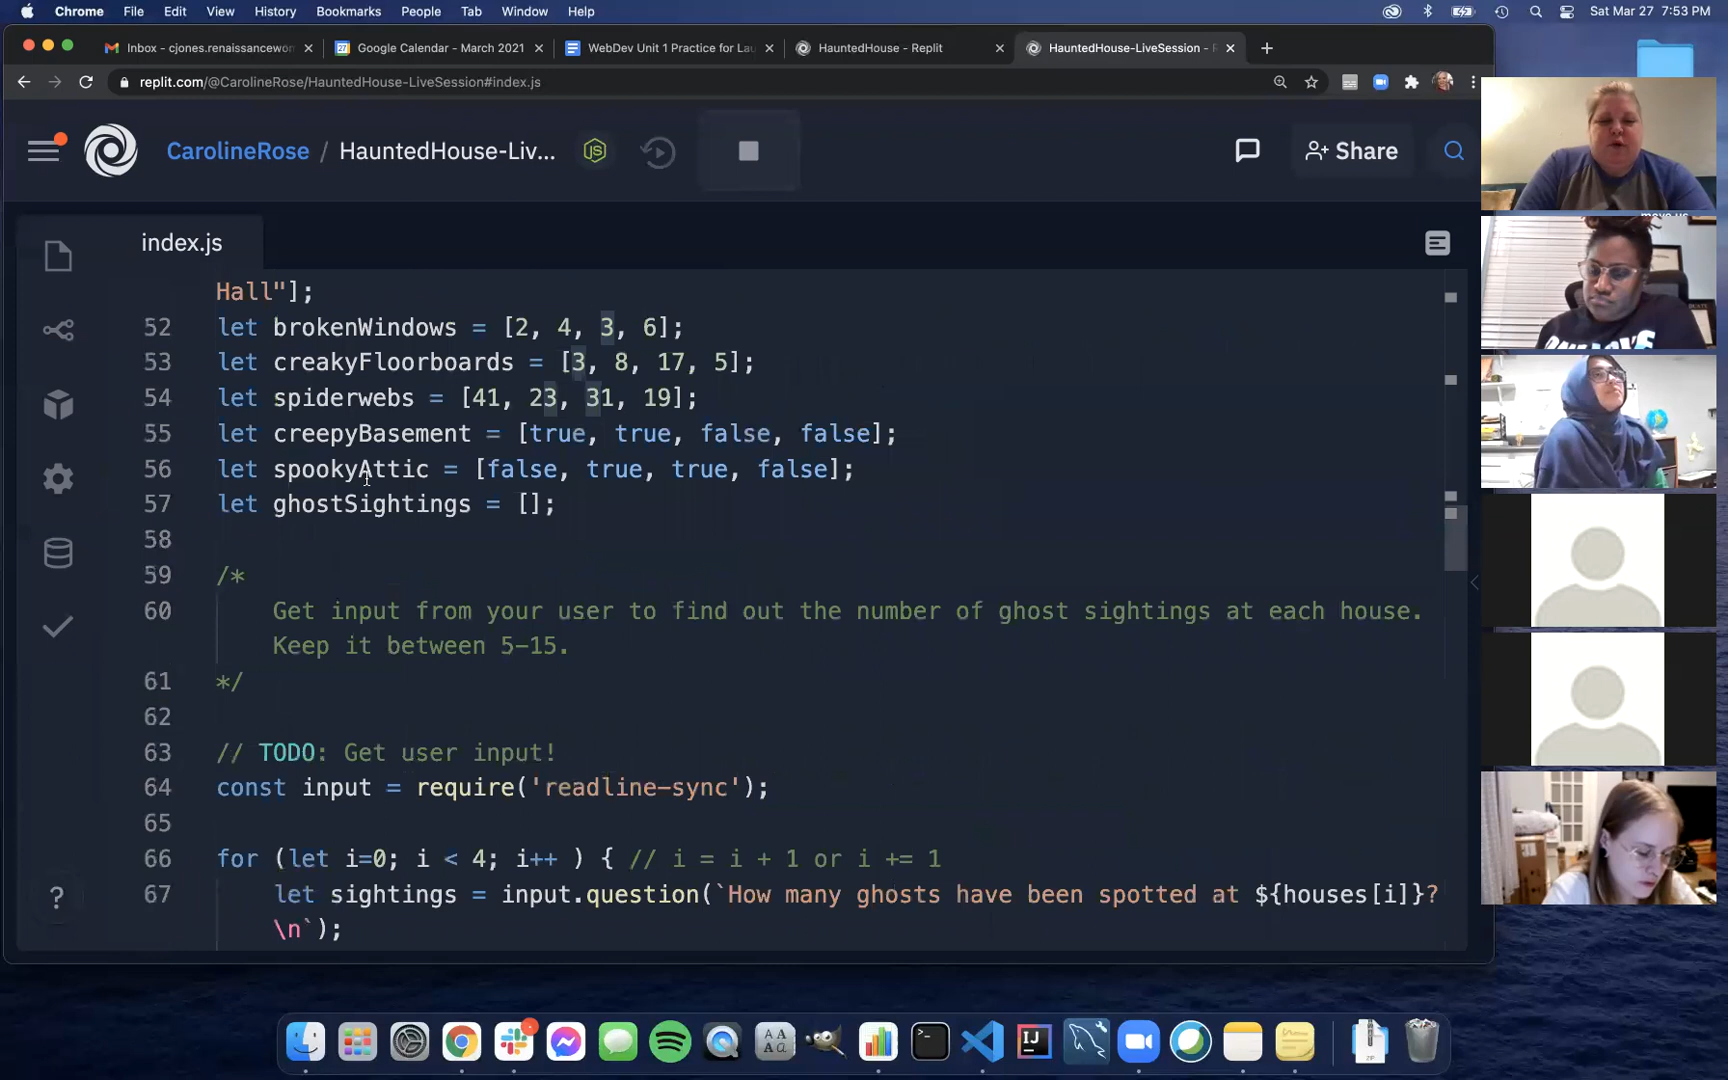 Chrome File Edit View History Bookmarks People Tab Window Help Sat Mar 27 7:53 PM
Inbox - cjones.renaissancewon
Google Calendar - March 2021
WebDev Unit 1 Practice for Lau
HauntedHouse - Replit
HauntedHouse-LiveSession - R
replit.com/@CarolineRose/HauntedHouse-LiveSession#index.js
CarolineRose / HauntedHouse-Liv...
Share
index.js
Hall"];
52 let brokenWindows = [2, 4, 3, 6];
53 let creakyFloorboards = [3, 8, 17, 5];
54 let spiderwebs = [41, 23, 31, 19];
55 let creepyBasement = [true, true, false, false];
56 let spookyAttic = [false, true, true, false];
57 let ghostSightings = [];
58
59 /*
60 Get input from your user to find out the number of ghost sightings at each house.
Keep it between 5-15.
61 */
62
63 // TODO: Get user input!
64 const input = require('readline-sync');
65
66 for (let i=0; i < 4; i++ ) { // i = i + 1 or i += 1
67 let sightings = input.question(`How many ghosts have been spotted at ${houses[i]}?
\n`);